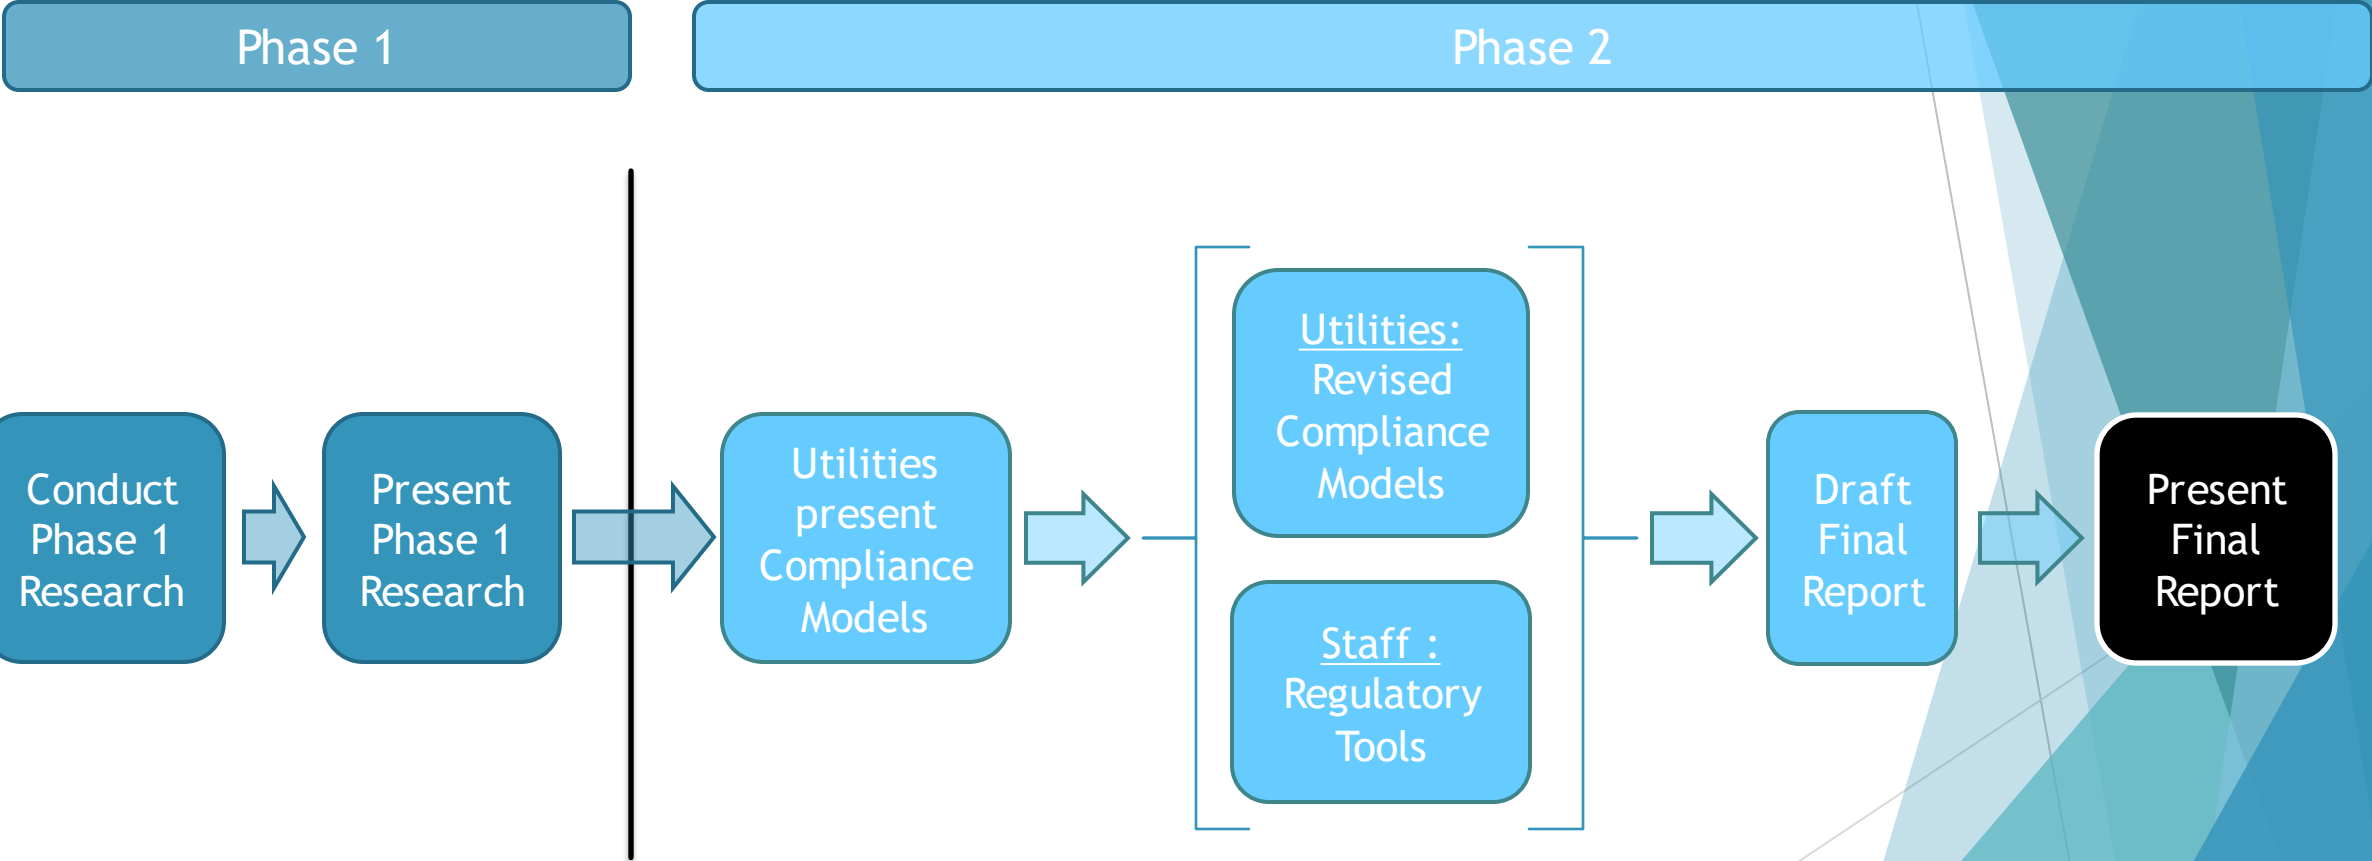 Phase 1
Phase 2
Conduct
Phase 1
Research
Present
Phase 1
Research
Utilities
present
Compliance
Models
Utilities:
Revised
Compliance
Models
Staff :
Regulatory
Tools
Draft
Final
Report
Present
Final
Report